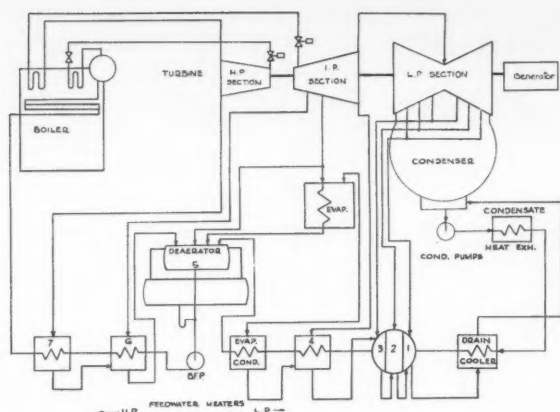 TURBINE
H.P.
SECTION
I.P.
SECTION
L.P. SECTION
Generator
BOILER
CONDENSER
EVAP.
CONDENSATE
HEAT EXH.
COND. PUMPS
DEAERATOR
5
7
6
BFP
EVAP.
COND.
4
3 2 1
DRAIN
COOLER
H.P.
FEEDWATER HEATERS
L.P.